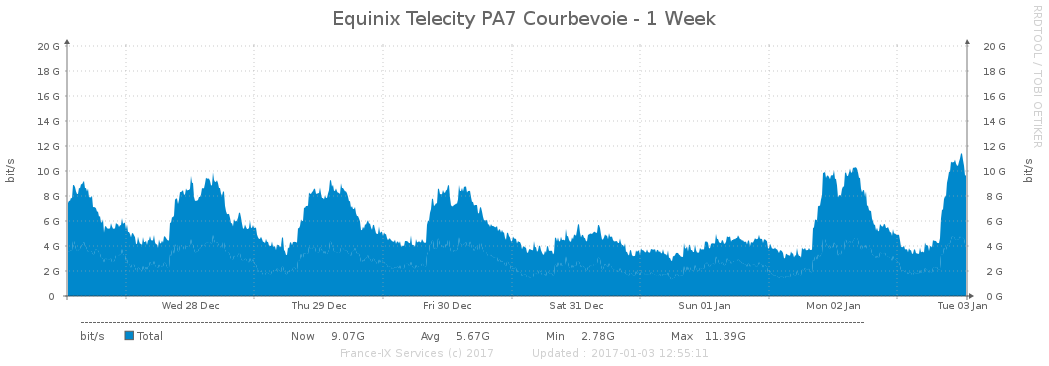 Equinix Telecity PA7 Courbevoie - 1 Week
RRDTOOL / TOBI OETIKER
20 G 20 G
18 G 18 G
16 G 16 G
14 G 14 G
12 G 12 G
10 G 10 G
bit/s bit/s
8 G 8 G
6 G 6 G
4 G 4 G
2 G 2 G
0 0 G
Wed 28 Dec Thu 29 Dec Fri 30 Dec Sat 31 Dec Sun 01 Jan Mon 02 Jan Tue 03 Jan
bit/s Total Now 9.07G Avg 5.67G Min 2.78G Max 11.39G
France-IX Services (c) 2017 Updated : 2017-01-03 12:55:11